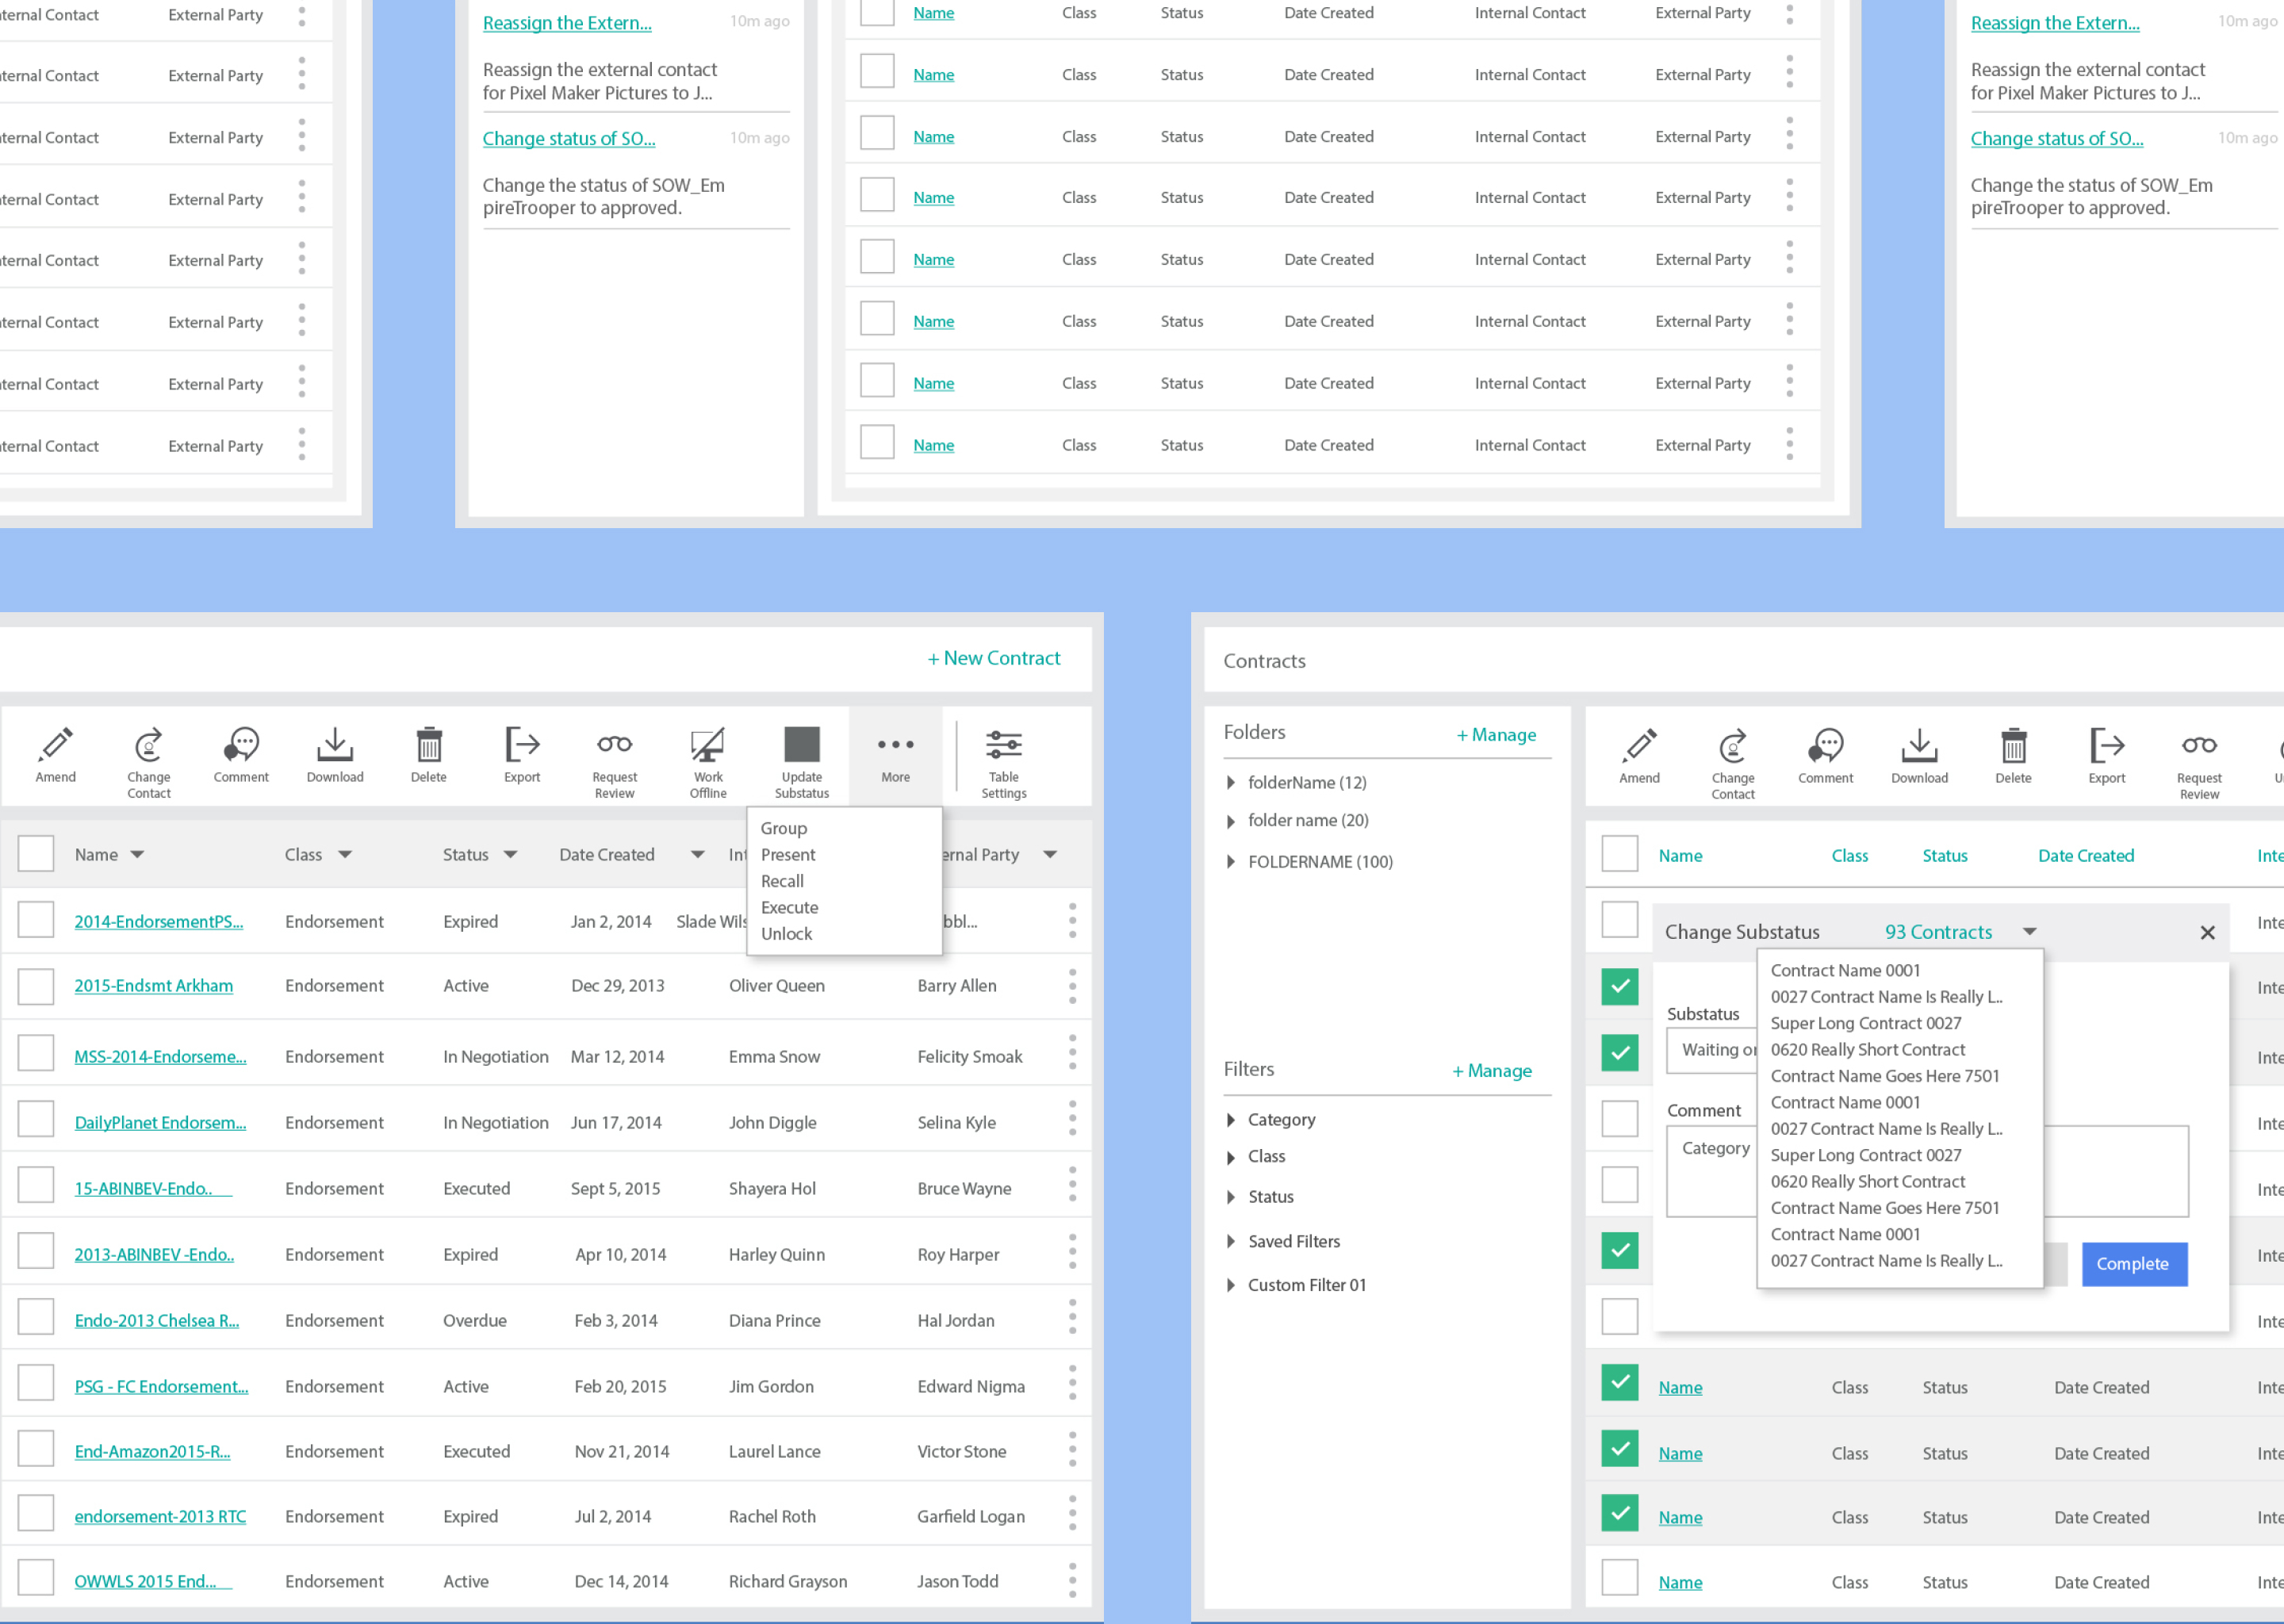 ternal Contact External Party
ternal Contact External Party
ternal Contact External Party
ternal Contact External Party
ternal Contact External Party
ternal Contact External Party
ternal Contact External Party
ternal Contact External Party
Reassign the Extern... 10m ago
Reassign the external contact
for Pixel Maker Pictures to J...
Change status of SO... 10m ago
Change the status of SOW_Em
pireTrooper to approved.
Name Class Status Date Created Internal Contact External Party
Name Class Status Date Created Internal Contact External Party
Name Class Status Date Created Internal Contact External Party
Name Class Status Date Created Internal Contact External Party
Name Class Status Date Created Internal Contact External Party
Name Class Status Date Created Internal Contact External Party
Name Class Status Date Created Internal Contact External Party
Name Class Status Date Created Internal Contact External Party
Reassign the Extern... 10m ago
Reassign the external contact
for Pixel Maker Pictures to J...
Change status of SO... 10m ago
Change the status of SOW_Em
pireTrooper to approved.
+ New Contract
Amend
Change
Contact
Comment
Download
Delete
Export
Request
Review
Work
Offline
Update
Substatus
More
Table
Settings
Group
Present
Recall
Execute
Unlock
Name Class Status Date Created Int ernal Party
2014-EndorsementPS... Endorsement Expired Jan 2, 2014 Slade Wils bbl...
2015-Endsmt Arkham Endorsement Active Dec 29, 2013 Oliver Queen Barry Allen
MSS-2014-Endorseme... Endorsement In Negotiation Mar 12, 2014 Emma Snow Felicity Smoak
DailyPlanet Endorsem... Endorsement In Negotiation Jun 17, 2014 John Diggle Selina Kyle
15-ABINBEV-Endo.. Endorsement Executed Sept 5, 2015 Shayera Hol Bruce Wayne
2013-ABINBEV -Endo.. Endorsement Expired Apr 10, 2014 Harley Quinn Roy Harper
Endo-2013 Chelsea R... Endorsement Overdue Feb 3, 2014 Diana Prince Hal Jordan
PSG - FC Endorsement... Endorsement Active Feb 20, 2015 Jim Gordon Edward Nigma
End-Amazon2015-R... Endorsement Executed Nov 21, 2014 Laurel Lance Victor Stone
endorsement-2013 RTC Endorsement Expired Jul 2, 2014 Rachel Roth Garfield Logan
OWWLS 2015 End... Endorsement Active Dec 14, 2014 Richard Grayson Jason Todd
Contracts
Folders + Manage
folderName (12)
folder name (20)
FOLDERNAME (100)
Filters + Manage
Category
Class
Status
Saved Filters
Custom Filter 01
Amend
Change
Contact
Comment
Download
Delete
Export
Request
Review
Name Class Status Date Created Inte
Inte
Inte
Inte
Inte
Inte
Inte
Change Substatus 93 Contracts
Substatus
Waiting or
Comment
Category
Contract Name 0001
0027 Contract Name Is Really L..
Super Long Contract 0027
0620 Really Short Contract
Contract Name Goes Here 7501
Contract Name 0001
0027 Contract Name Is Really L..
Super Long Contract 0027
0620 Really Short Contract
Contract Name Goes Here 7501
Contract Name 0001
0027 Contract Name Is Really L..
Complete
Inte
Name Class Status Date Created Inte
Name Class Status Date Created Inte
Name Class Status Date Created Inte
Name Class Status Date Created Inte